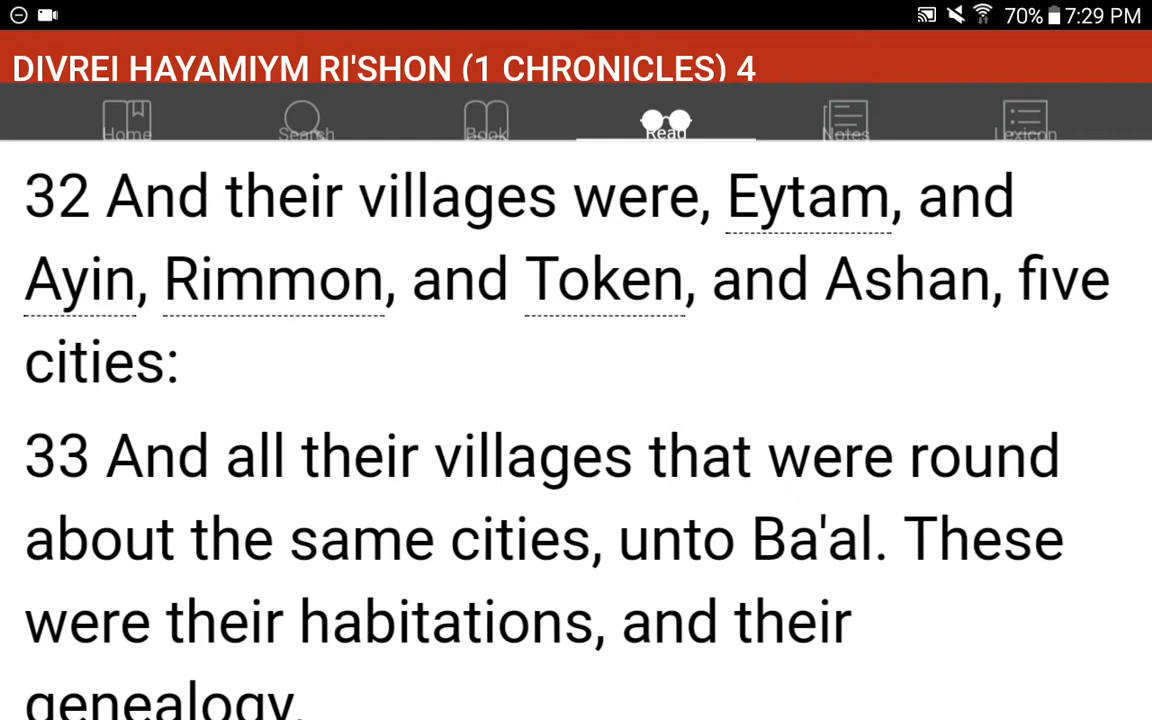 70% 7:29 PM
DIVREI HAYAMIYM RI'SHON (1 CHRONICLES) 4
Home Search Book Read Notes Lexicon
32 And their villages were, Eytam, and
Ayin, Rimmon, and Token, and Ashan, five
cities:
33 And all their villages that were round
about the same cities, unto Ba'al. These
were their habitations, and their
genealogy.